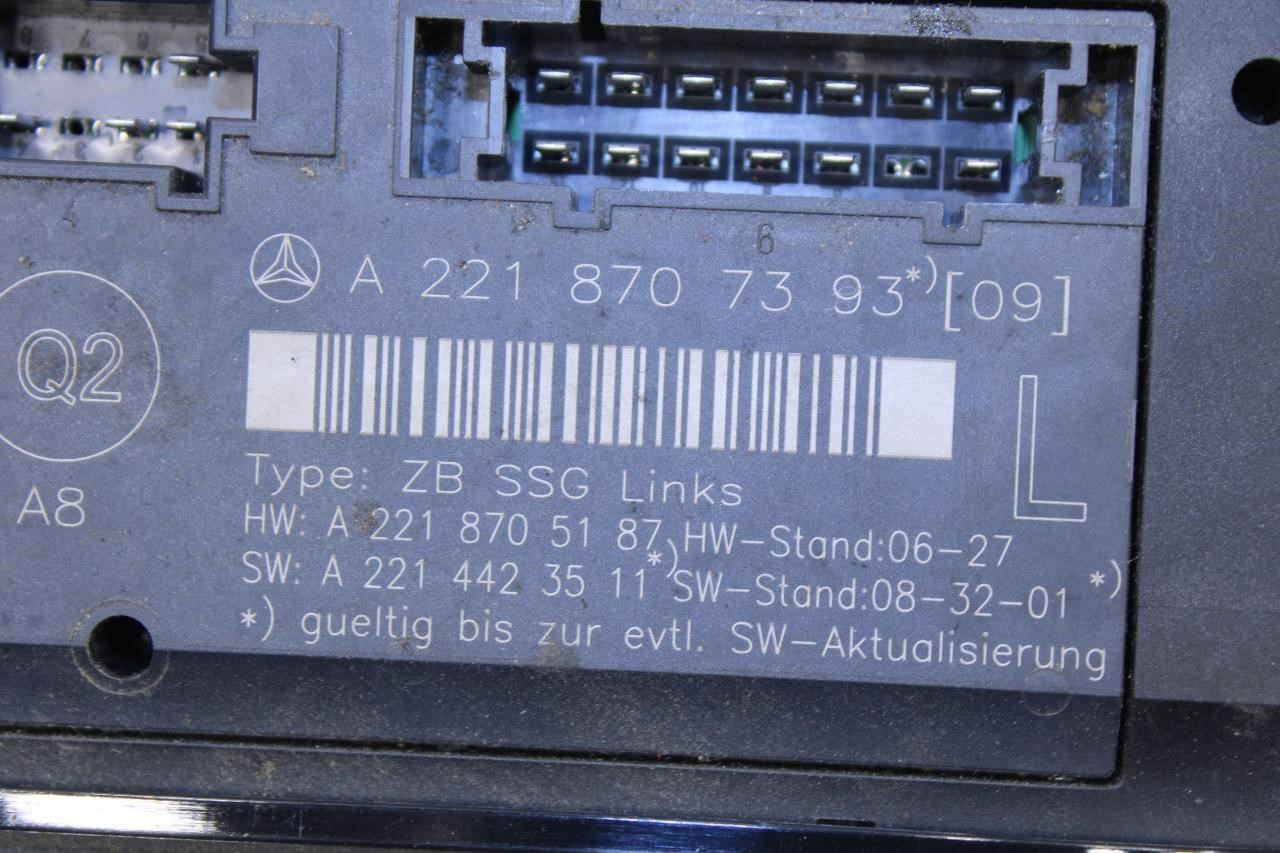 4
6
A 221 870 73 93*) [09]
Q2
A8
L
Type: ZB SSG Links
HW: A 221 870 51 87 HW-Stand:06-27
SW: A 221 442 35 11*) SW-Stand:08-32-01 *)
*) gueltig bis zur evtl. SW-Aktualisierung